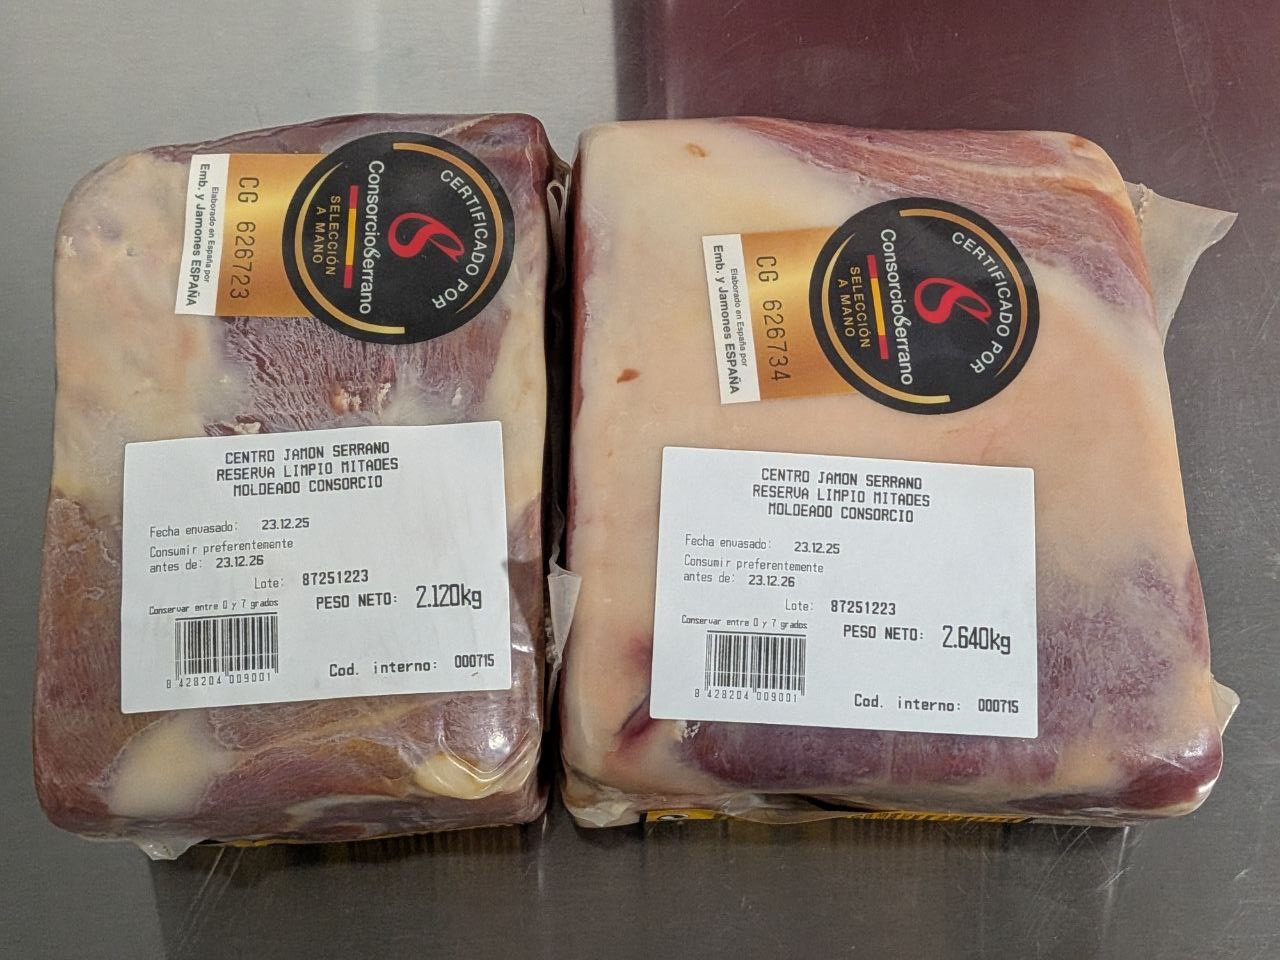 CERTIFICADO POR
ConsorcioSerrano
SELECCIÓN
A MANO
CG 626723
Elaborado en España por
Emb. y Jamones ESPAÑA
CENTRO JAMON SERRANO
RESERVA LIMPIO MITADES
MOLDEADO CONSORCIO
Fecha envasado: 23.12.25
Consumir preferentemente
antes de: 23.12.26
Lote: 87251223
Conservar entre 0 y 7 grados
PESO NETO: 2.120kg
8 428204 009001
Cod. interno: 000715
CERTIFICADO POR
ConsorcioSerrano
SELECCIÓN
A MANO
CG 626734
Elaborado en España por
Emb. y Jamones ESPAÑA
CENTRO JAMON SERRANO
RESERVA LIMPIO MITADES
MOLDEADO CONSORCIO
Fecha envasado: 23.12.25
Consumir preferentemente
antes de: 23.12.26
Lote: 87251223
Conservar entre 0 y 7 grados
PESO NETO: 2.640kg
8 428204 009001
Cod. interno: 000715